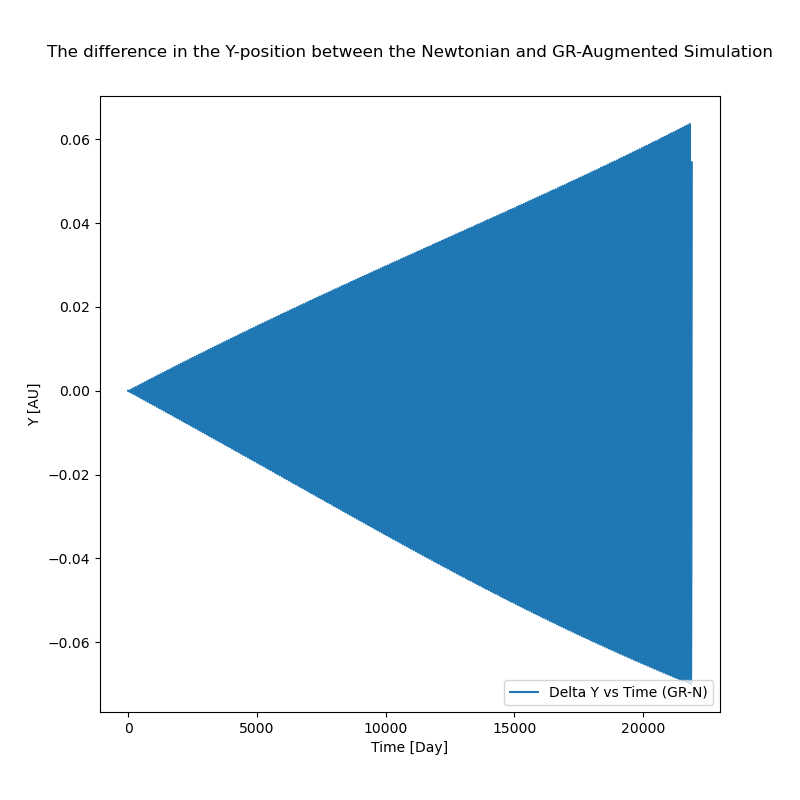 The difference in the Y-position between the Newtonian and GR-Augmented Simulation
0.06
0.04
0.02
0.00
−0.02
−0.04
−0.06
Y [AU]
Delta Y vs Time (GR-N)
0 5000 10000 15000 20000
Time [Day]